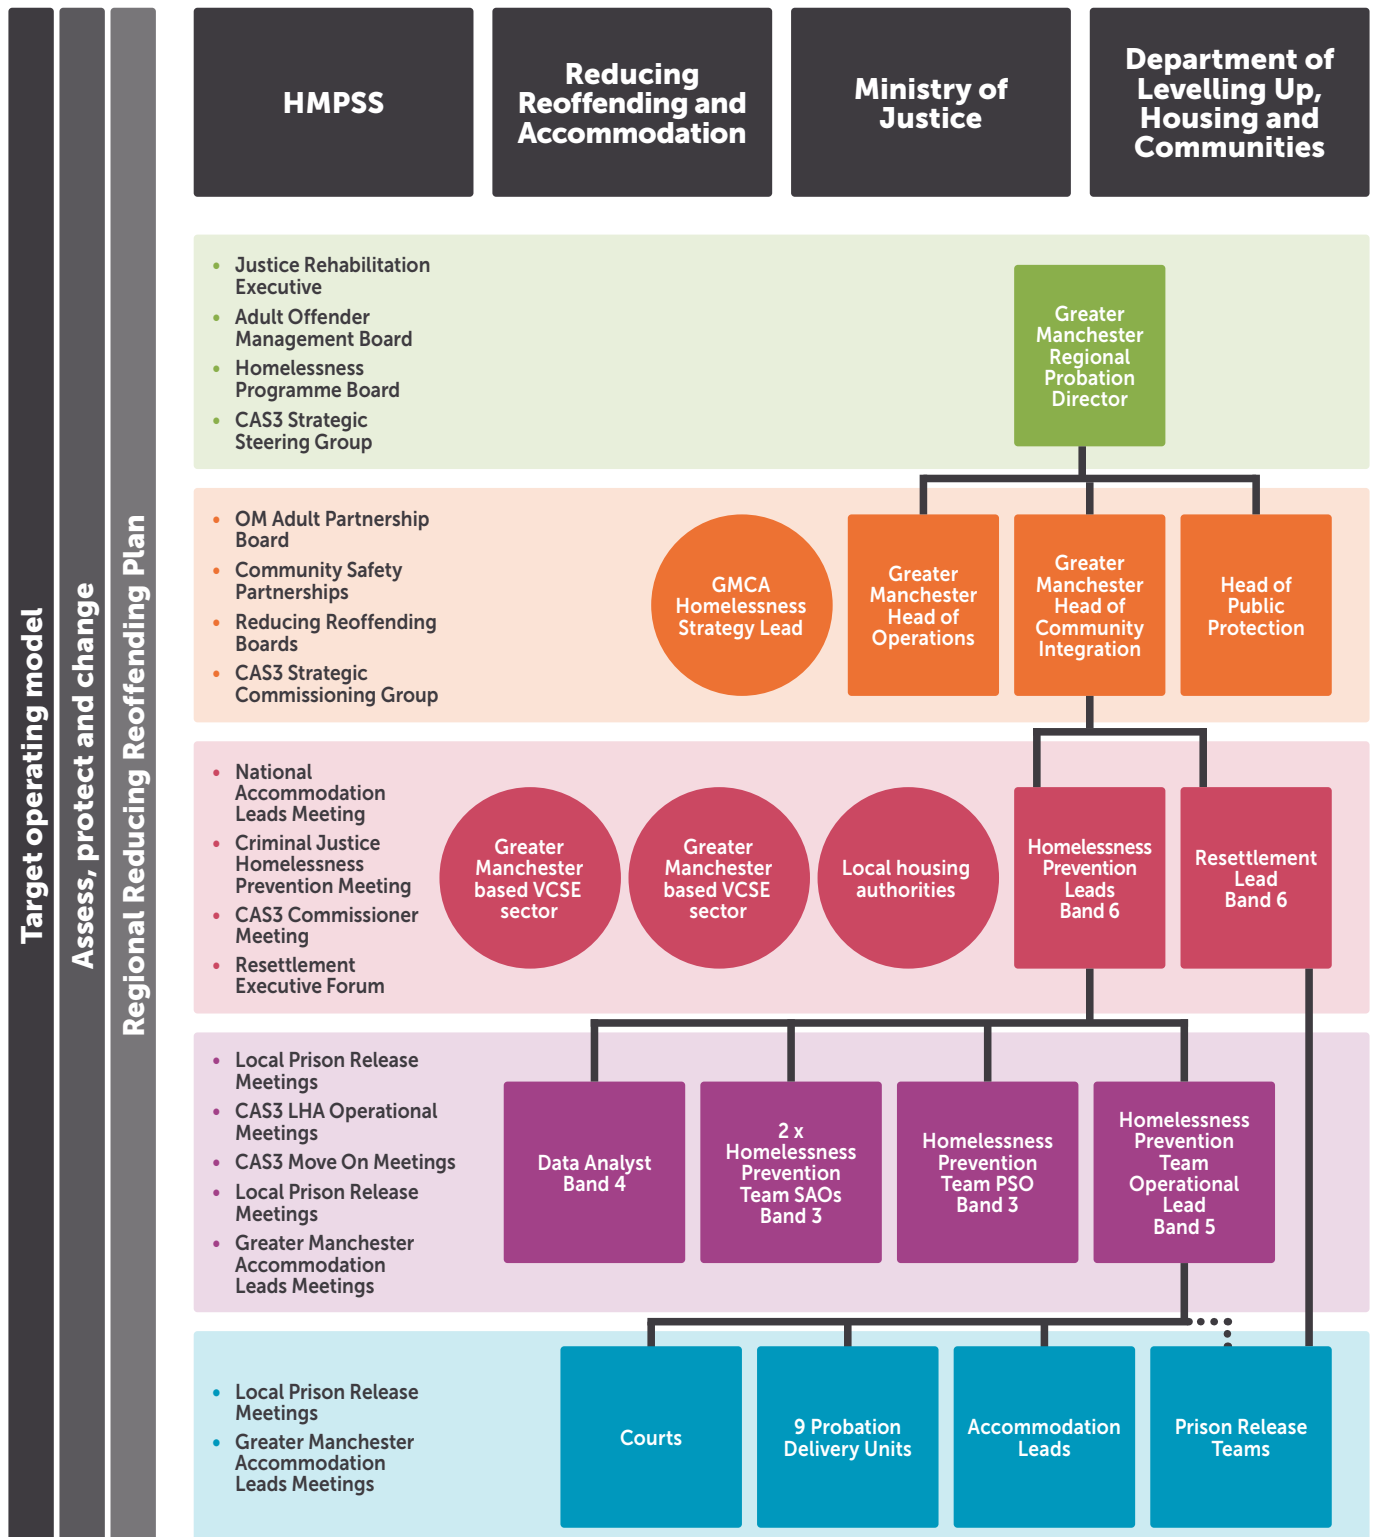 Target operating model
Assess, protect and change
Regional Reducing Reoffending Plan
HMPSS
Reducing
Reoffending and
Accommodation
Ministry of
Justice
Department of
Levelling Up,
Housing and
Communities
• Justice Rehabilitation
Executive
• Adult Offender
Management Board
• Homelessness
Programme Board
• CAS3 Strategic
Steering Group
Greater
Manchester
Regional
Probation
Director
• OM Adult Partnership
Board
• Community Safety
Partnerships
• Reducing Reoffending
Boards
• CAS3 Strategic
Commissioning Group
GMCA
Homelessness
Strategy Lead
Greater
Manchester
Head of
Operations
Greater
Manchester
Head of
Community
Integration
Head of
Public
Protection
• National
Accommodation
Leads Meeting
• Criminal Justice
Homelessness
Prevention Meeting
• CAS3 Commissioner
Meeting
• Resettlement
Executive Forum
Greater
Manchester
based VCSE
sector
Greater
Manchester
based VCSE
sector
Local housing
authorities
Homelessness
Prevention
Leads
Band 6
Resettlement
Lead
Band 6
• Local Prison Release
Meetings
• CAS3 LHA Operational
Meetings
• CAS3 Move On Meetings
• Local Prison Release
Meetings
• Greater Manchester
Accommodation
Leads Meetings
Data Analyst
Band 4
2 x
Homelessness
Prevention
Team SAOs
Band 3
Homelessness
Prevention
Team PSO
Band 3
Homelessness
Prevention
Team
Operational
Lead
Band 5
• Local Prison Release
Meetings
• Greater Manchester
Accommodation
Leads Meetings
Courts
9 Probation
Delivery Units
Accommodation
Leads
Prison Release
Teams